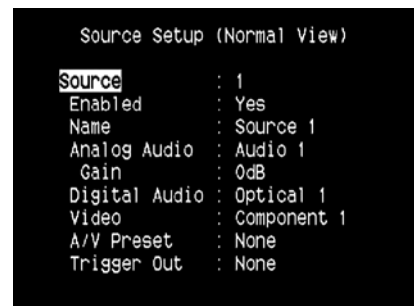 Source Setup (Normal View)
Source : 1
Enabled : Yes
Name : Source 1
Analog Audio : Audio 1
Gain : 0dB
Digital Audio : Optical 1
Video : Component 1
A/V Preset : None
Trigger Out : None